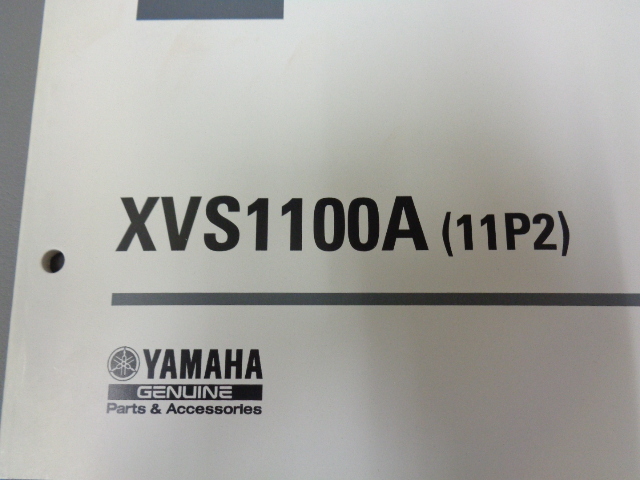 XVS1100A (11P2)
YAMAHA
GENUINE
Parts & Accessories